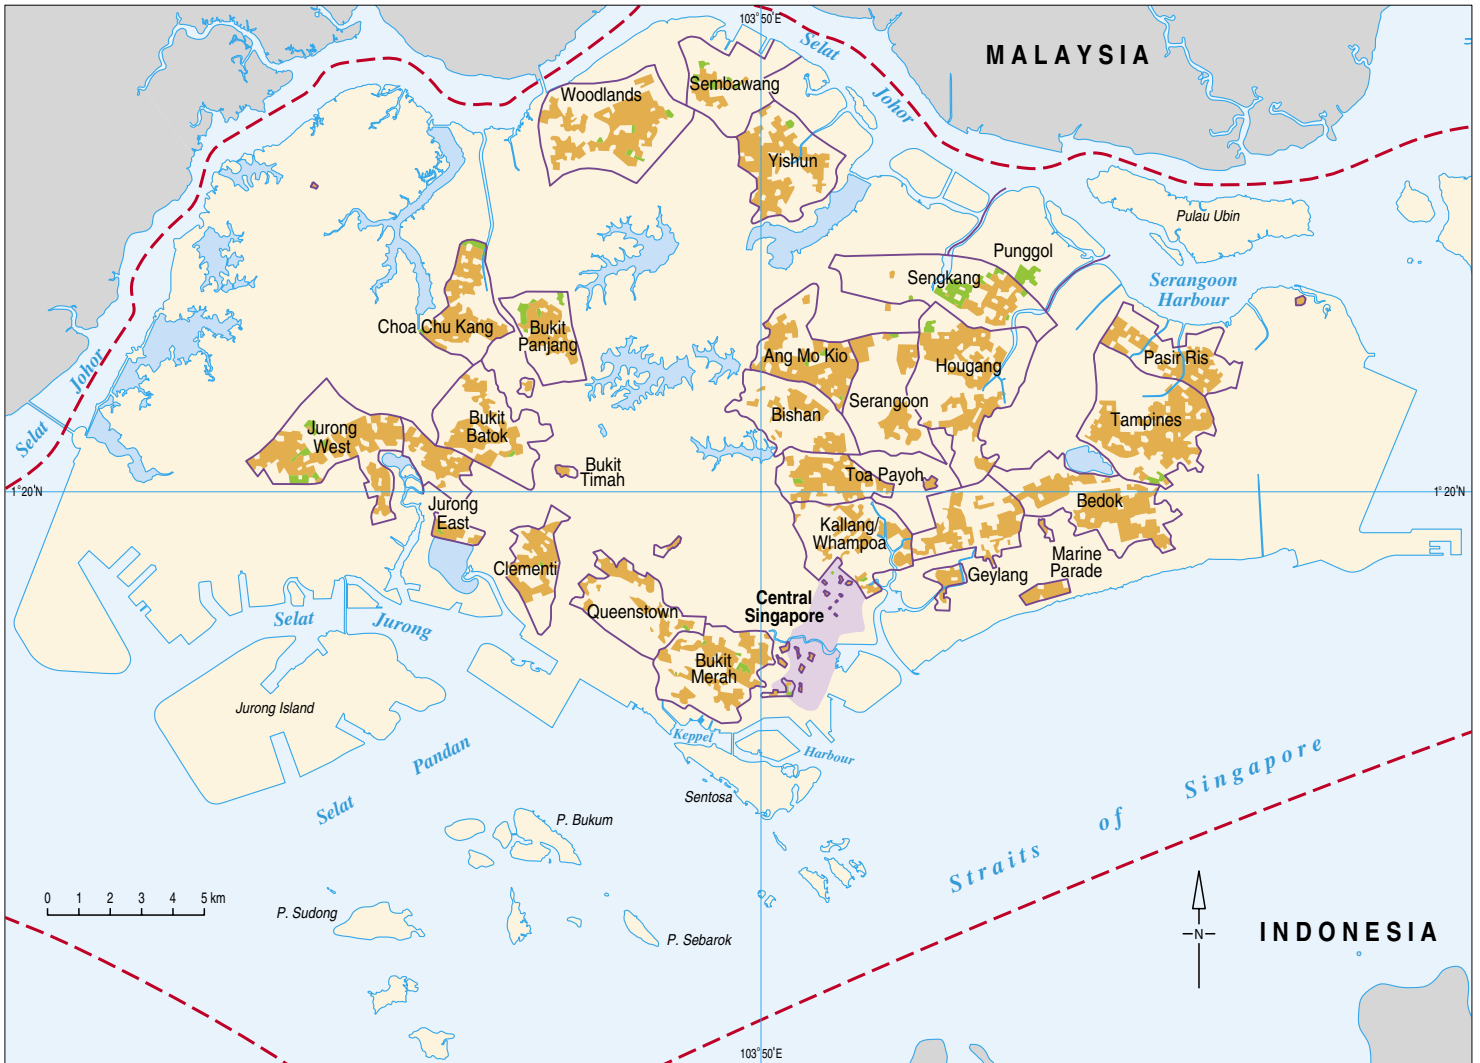 103°50'E
MALAYSIA
Selat
Johor
Sembawang
Woodlands
Yishun
Pulau Ubin
Punggol
Sengkang
Serangoon
Harbour
Choa Chu Kang
Bukit
Panjang
Ang Mo Kio
Hougang
Pasir Ris
Selat
Johor
Serangoon
Bishan
Tampines
Bukit
Batok
Jurong
West
Bukit
Timah
Toa Payoh
1°20'N
1°20'N
Bedok
Jurong
East
Kallang/
Whampoa
Marine
Parade
Clementi
Geylang
Central
Singapore
Queenstown
Selat
Jurong
Bukit
Merah
Jurong Island
Keppel
Harbour
Selat
Pandan
Sentosa
Straits of Singapore
P. Bukum
0 1 2 3 4 5 km
P. Sudong
P. Sebarok
N
INDONESIA
103°50'E